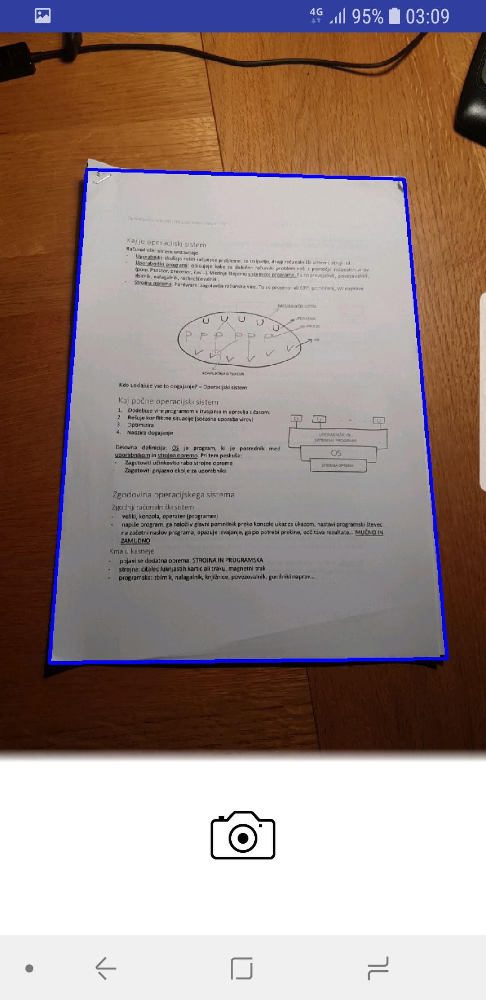 4G 95% 03:09
Operacijski sistemi 2017/18, Luka
Kaj je operacijski sistem
Računalniški sistem sestavljajo:
- Uporabniki: skušajo rešiti računske probleme, to so ljudje, drugi računalniški sistemi, stroji itd.
- Uporabniški programi: opisujejo kako se določen računski problem reši s pomočjo računskih virov
(pom. Prostor, procesor, čas...). Mednje štejemo sistemske programe. To so prevajalnik, povezovalnik,
zbirnik, nalagalnik, razhroščevalnik...
- Strojna oprema: hardware, zagotavlja računske vire. To so procesor ali CPE, pomnilnik, V/I naprave.
RAČUNALNIŠKI SISTEM
U U U U U
UPORABNIK
PROCES
P P P P P P
VIR
V V V V V V
KONFLIKTNA SITUACIJA
Kdo usklajuje vse to dogajanje? – Operacijski sistem
Kaj počne operacijski sistem
1. Dodeljuje vire programom v izvajanju in upravlja s časom.
2. Rešuje konfliktne situacije (sočasna uporaba virov)
3. Optimizira
4. Nadzira dogajanje
U U . . . . U
UPORABNIŠKI IN
SISTEMSKI PROGRAMI
OS
STROJNA OPREMA
Delovna definicija: OS je program, ki je posrednik med
uporabnikom in strojno opremo. Pri tem poskuša:
- Zagotoviti učinkovito rabo strojne opreme
- Zagotoviti prijazno okolje za uporabnika
Zgodovina operacijskega sistema
Zgodnji računalniški sistemi
- veliki, konzola, operater (programer)
- napiše program, ga naloži v glavni pomnilnik preko konzole ukaz za ukazom, nastavi programski števec
na začetni naslov programa, opazuje izvajanje, ga po potrebi prekine, odčitava rezultate... MUČNO IN
ZAMUDNO
Kmalu kasneje
- pojavi se dodatna oprema: STROJNA IN PROGRAMSKA
- strojna: čitalec luknjastih kartic ali traku, magnetni trak
- programska: zbirnik, nalagalnik, knjižnice, povezovalnik, gonilniki naprav...